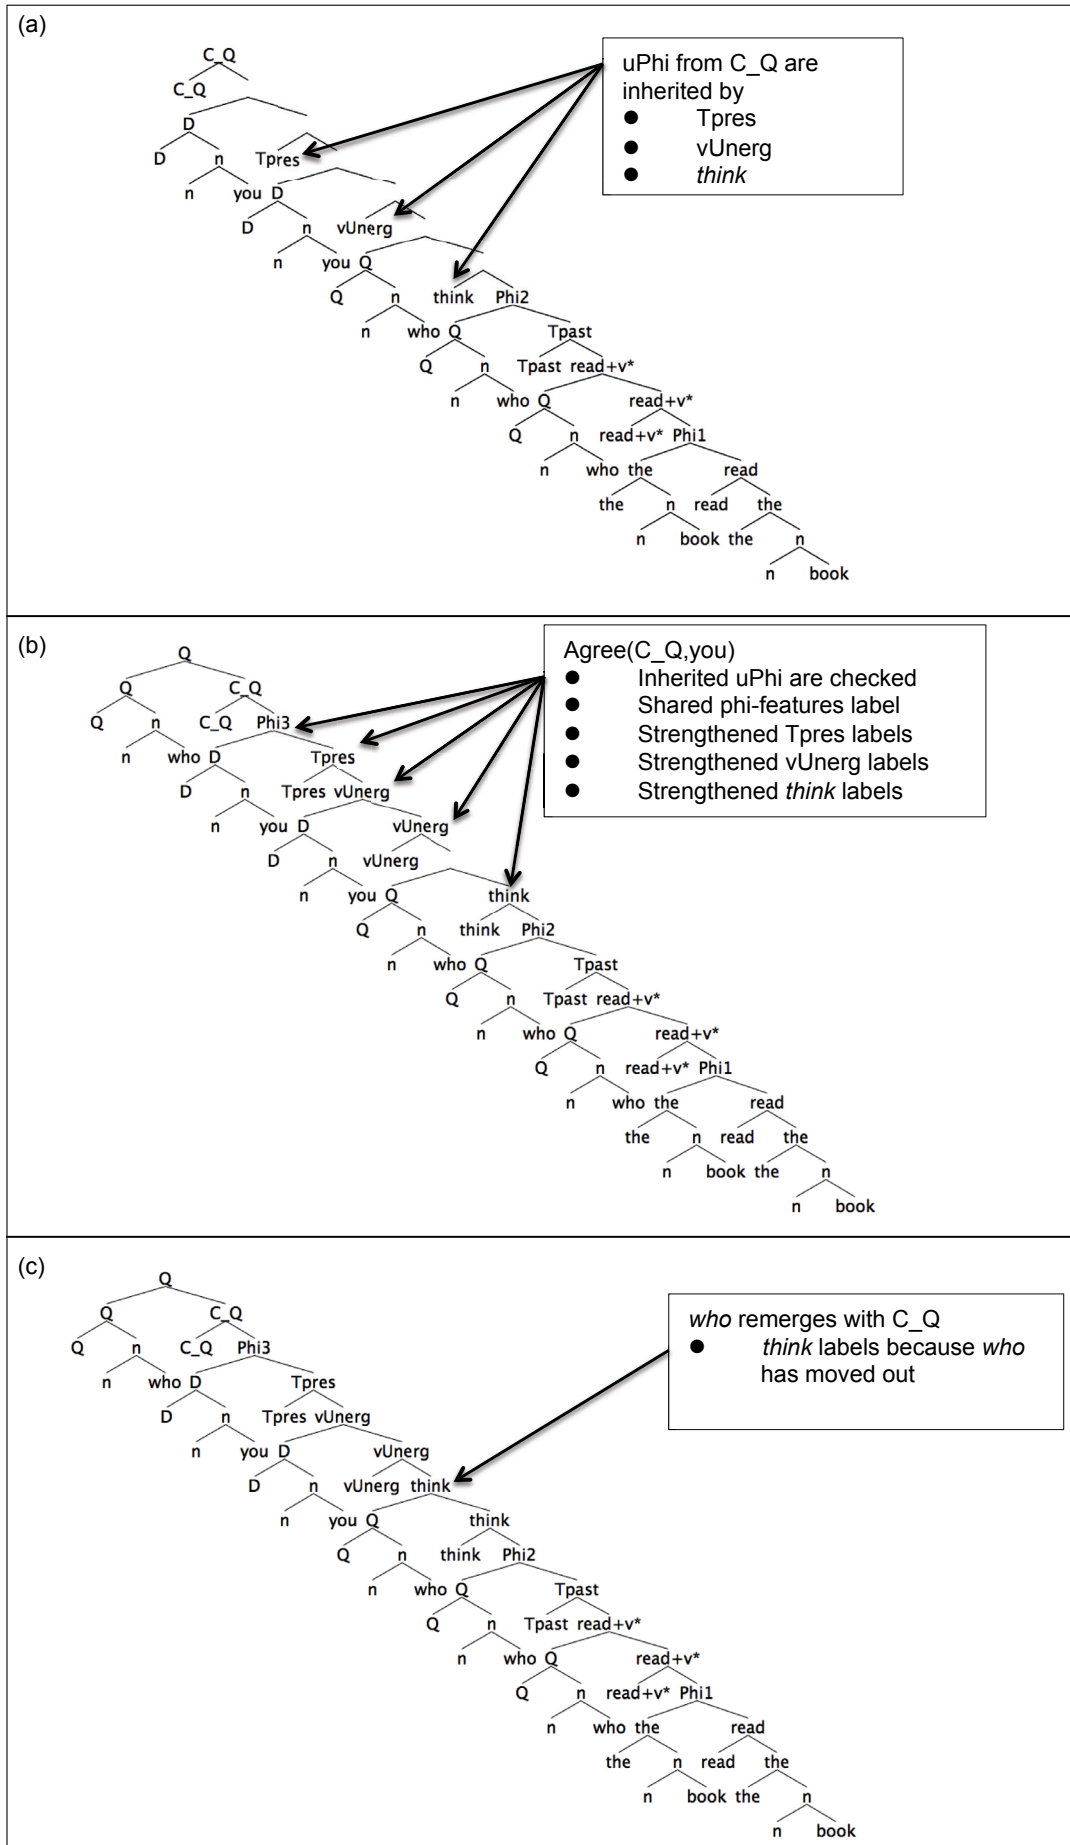 (a)
uPhi from C_Q are
inherited by
● Tpres
● vUnerg
● think
C_Q
C_Q
D
D n Tpres
n you D
D n vUnerg
n you Q
Q n think Phi2
n who Q Tpast
Q n Tpast read+v*
n who Q read+v*
Q n read+v* Phi1
n who the read
the n read the
n book the n
n book
(b)
Agree(C_Q,you)
● Inherited uPhi are checked
● Shared phi-features label
● Strengthened Tpres labels
● Strengthened vUnerg labels
● Strengthened think labels
Q
Q C_Q
Q n C_Q Phi3
n who D Tpres
D n Tpres vUnerg
n you D vUnerg
D n vUnerg
n you Q think
Q n think Phi2
n who Q Tpast
Q n Tpast read+v*
n who Q read+v*
Q n read+v* Phi1
n who the read
the n read the
n book the n
n book
(c)
who remerges with C_Q
● think labels because who
has moved out
Q
Q C_Q
Q n C_Q Phi3
n who D Tpres
D n Tpres vUnerg
n you D vUnerg
D n vUnerg think
n you Q think
Q n think Phi2
n who Q Tpast
Q n Tpast read+v*
n who Q read+v*
Q n read+v* Phi1
n who the read
the n read the
n book the n
n book